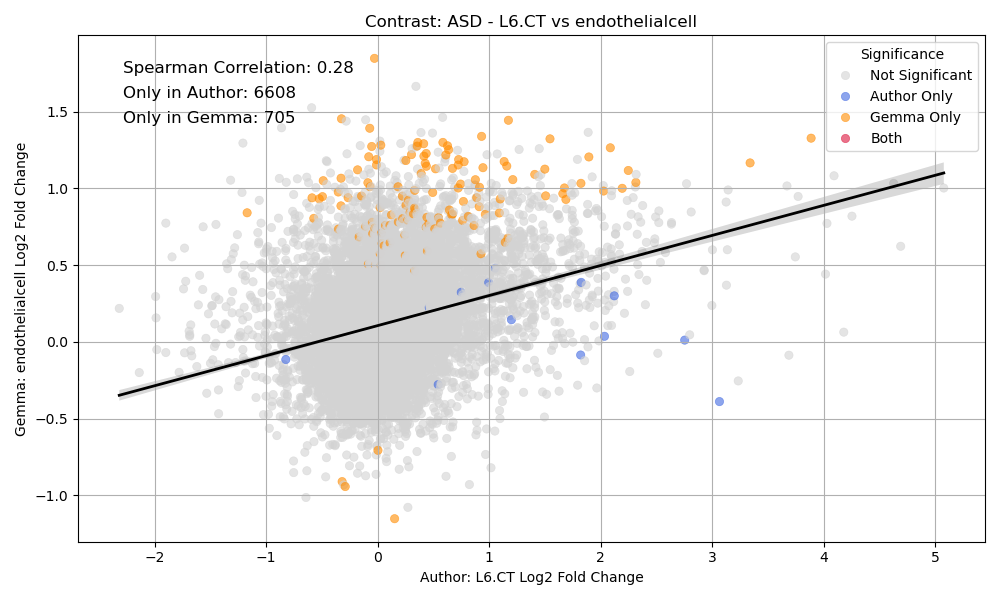 Contrast: ASD - L6.CT vs endothelialcell
Spearman Correlation: 0.28
Only in Author: 6608
Only in Gemma: 705
Significance
Not Significant
Author Only
Gemma Only
Both
Gemma: endothelialcell Log2 Fold Change
1.5
1.0
0.5
0.0
−0.5
−1.0
−2
−1
0
1
2
3
4
5
Author: L6.CT Log2 Fold Change